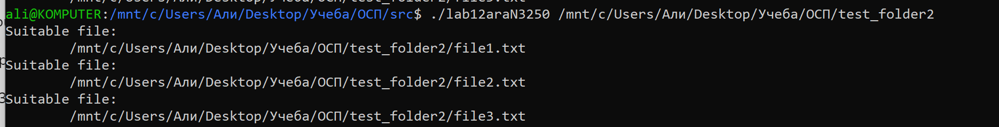 ali@KOMPUTER:/mnt/c/Users/Али/Desktop/Учеба/ОСП/src$ ./lab12araN3250 /mnt/c/Users/Али/Desktop/Учеба/ОСП/test_folder2
Suitable file:
        /mnt/c/Users/Али/Desktop/Учеба/ОСП/test_folder2/file1.txt
Suitable file:
        /mnt/c/Users/Али/Desktop/Учеба/ОСП/test_folder2/file2.txt
Suitable file:
        /mnt/c/Users/Али/Desktop/Учеба/ОСП/test_folder2/file3.txt